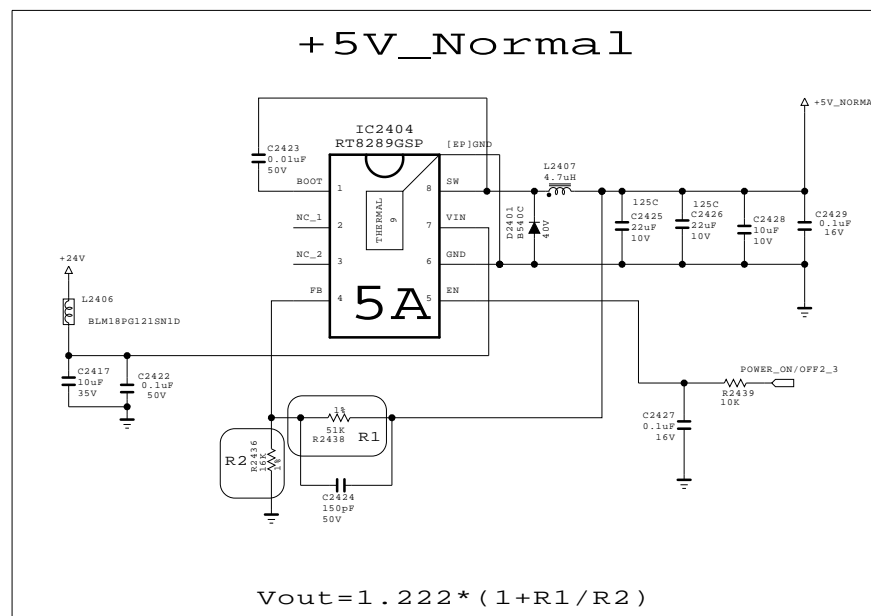 +5V_Normal
+5V_NORMA
IC2404
RT8289GSP
[EP]GND
C2423
0.01uF
50V
L2407
4.7uH
BOOT
1
8
SW
THERMAL
9
NC_1
2
7
VIN
NC_2
3
6
GND
FB
4
5
EN
5A
D2401
B540C
40V
125C
C2425
22uF
10V
125C
C2426
22uF
10V
C2428
10uF
10V
C2429
0.1uF
16V
+24V
L2406
BLM18PG121SN1D
C2417
10uF
35V
C2422
0.1uF
50V
POWER_ON/OFF2_3
R2439
10K
C2427
0.1uF
16V
1%
51K
R2438
R1
R2
R2436
16K
1%
C2424
150pF
50V
Vout=1.222*(1+R1/R2)